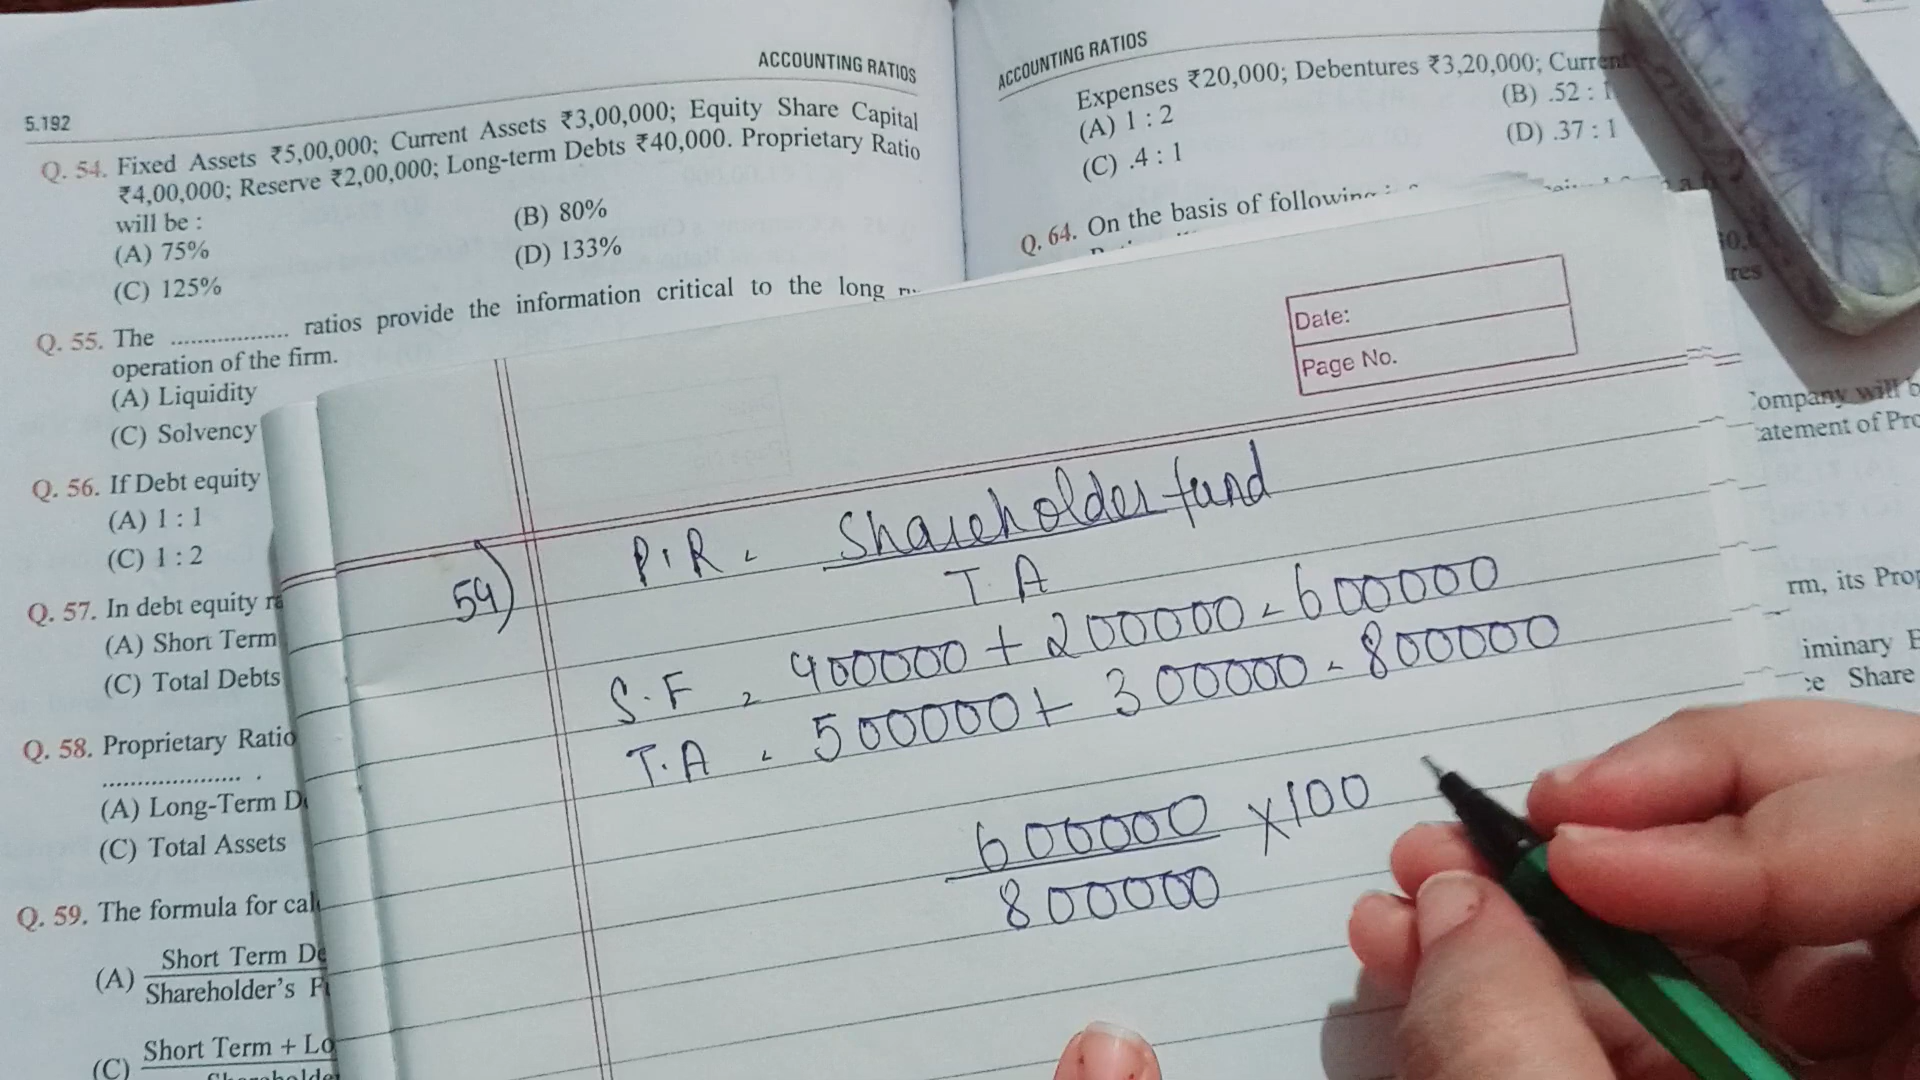 5.192
ACCOUNTING RATIOS
Q. 54. Fixed Assets ₹5,00,000; Current Assets ₹3,00,000; Equity Share Capital
₹4,00,000; Reserve ₹2,00,000; Long-term Debts ₹40,000. Proprietary Ratio
will be :
(A) 75%
(B) 80%
(C) 125%
(D) 133%
Q. 55. The ................. ratios provide the information critical to the long
operation of the firm.
(A) Liquidity
(C) Solvency
Q. 56. If Debt equity
(A) 1 : 1
(C) 1 : 2
Q. 57. In debt equity
(A) Short Term
(C) Total Debts
Q. 58. Proprietary Ratio
.................... .
(A) Long-Term
(C) Total Assets
Q. 59. The formula for
(A) Short Term
Shareholder's
(C) Short Term +
ACCOUNTING RATIOS
Expenses ₹20,000; Debentures ₹3,20,000; Current
(A) 1 : 2
(B) .52 : 1
(C) .4 : 1
(D) .37 : 1
Q. 64. On the basis of following
Company will
atement of
rm, its
iminary
Share
Date:
Page No.
54) P.R = Shareholder fund
T.A
S.F = 400000 + 200000 = 600000
T.A = 500000 + 300000 = 800000
600000 X 100
800000